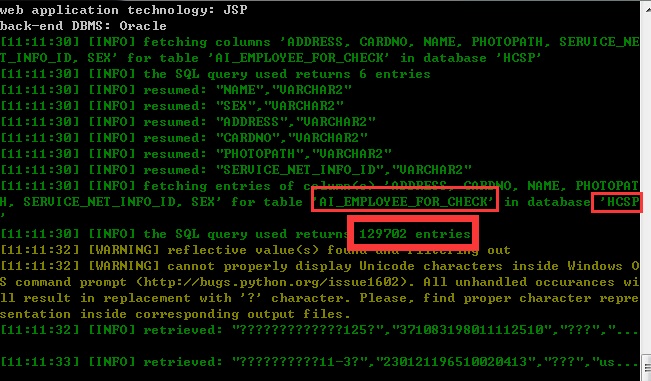 web application technology: JSP
back-end DBMS: Oracle
[11:11:30] [INFO] fetching columns 'ADDRESS, CARDNO, NAME, PHOTOPATH, SERVICE_NE
T_INFO_ID, SEX' for table 'AI_EMPLOYEE_FOR_CHECK' in database 'HCSP'
[11:11:30] [INFO] the SQL query used returns 6 entries
[11:11:30] [INFO] resumed: "NAME","VARCHAR2"
[11:11:30] [INFO] resumed: "SEX","VARCHAR2"
[11:11:30] [INFO] resumed: "ADDRESS","VARCHAR2"
[11:11:30] [INFO] resumed: "CARDNO","VARCHAR2"
[11:11:30] [INFO] resumed: "PHOTOPATH","VARCHAR2"
[11:11:30] [INFO] resumed: "SERVICE_NET_INFO_ID","VARCHAR2"
[11:11:30] [INFO] fetching entries of column(s) 'ADDRESS, CARDNO, NAME, PHOTOPAT
H, SERVICE_NET_INFO_ID, SEX' for table 'AI_EMPLOYEE_FOR_CHECK' in database 'HCSP
'
[11:11:30] [INFO] the SQL query used returns 129702 entries
[11:11:32] [WARNING] reflective value(s) found and filtering out
[11:11:32] [WARNING] cannot properly display Unicode characters inside Windows O
S command prompt (http://bugs.python.org/issue1602). All unhandled occurances wi
ll result in replacement with '?' character. Please, find proper character repre
sentation inside corresponding output files.
[11:11:32] [INFO] retrieved: "?????????????125?","371083198011112510","???","...
[11:11:33] [INFO] retrieved: "??????????11-3?","230121196510020413","???","us...